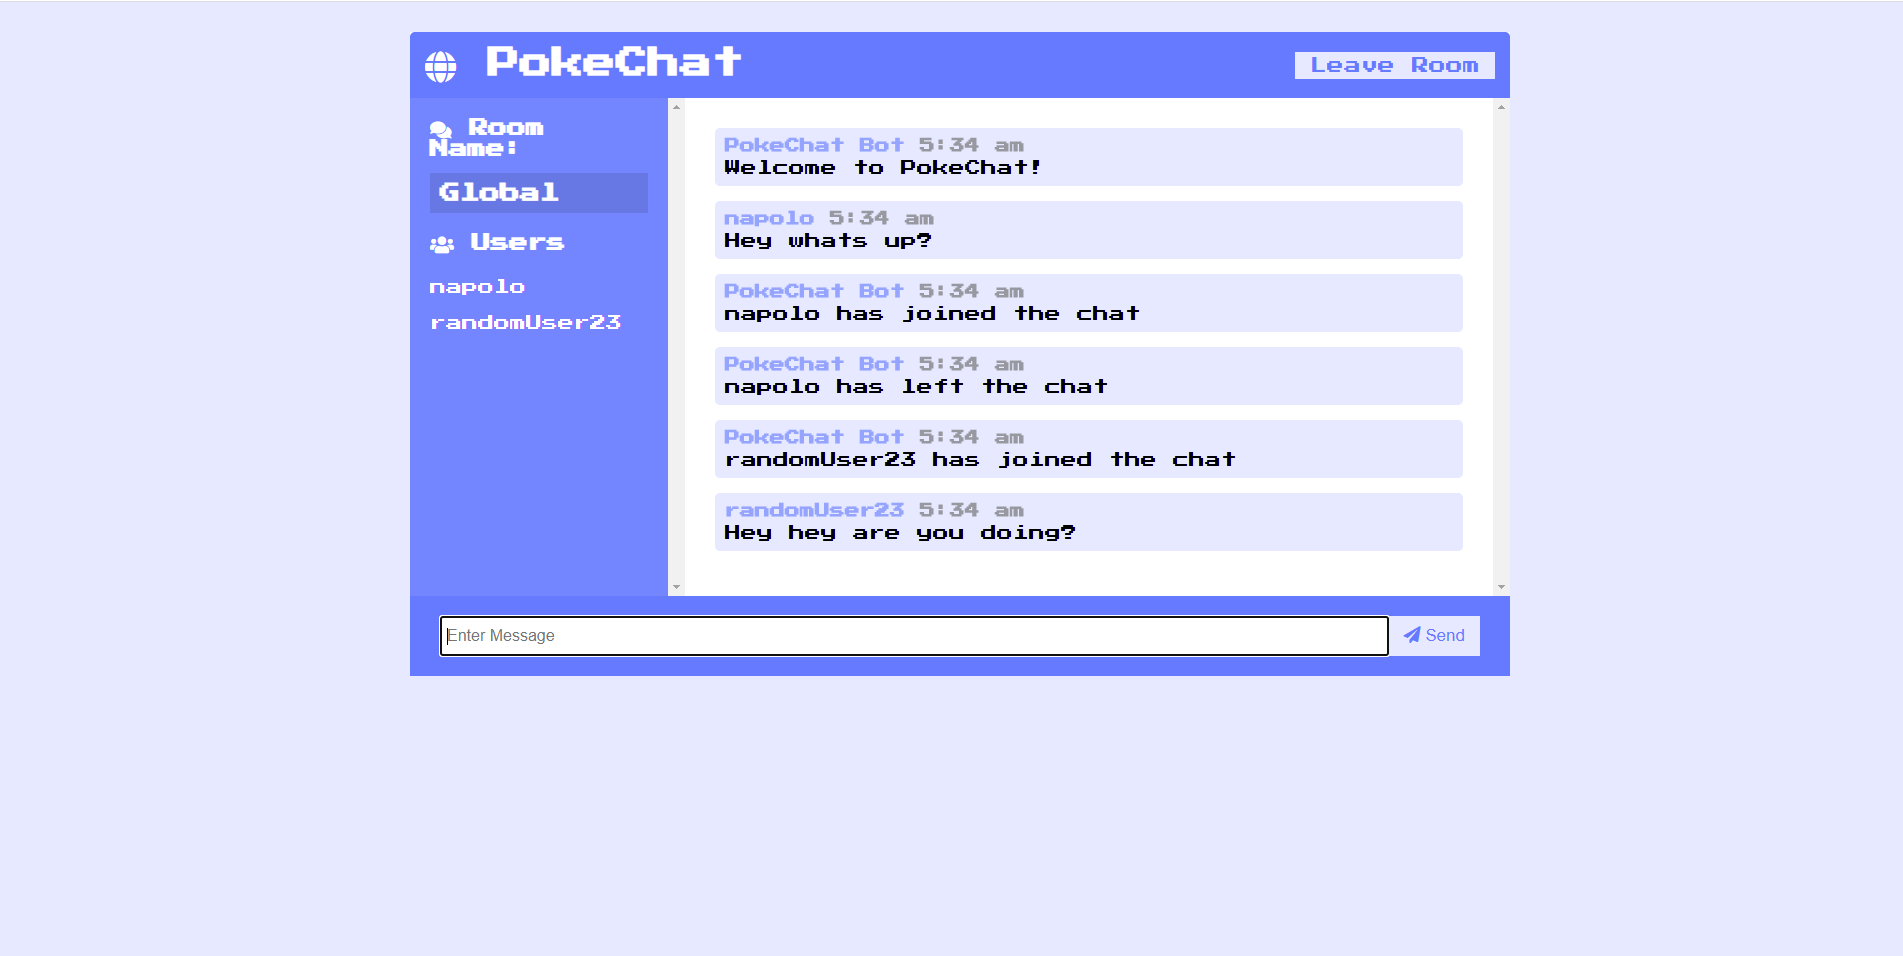 PokeChat
Leave Room
Room
Name:
Global
Users
napolo
randomUser23
PokeChat Bot 5:34 am
Welcome to PokeChat!
napolo 5:34 am
Hey whats up?
PokeChat Bot 5:34 am
napolo has joined the chat
PokeChat Bot 5:34 am
napolo has left the chat
PokeChat Bot 5:34 am
randomUser23 has joined the chat
randomUser23 5:34 am
Hey hey are you doing?
Enter Message
Send